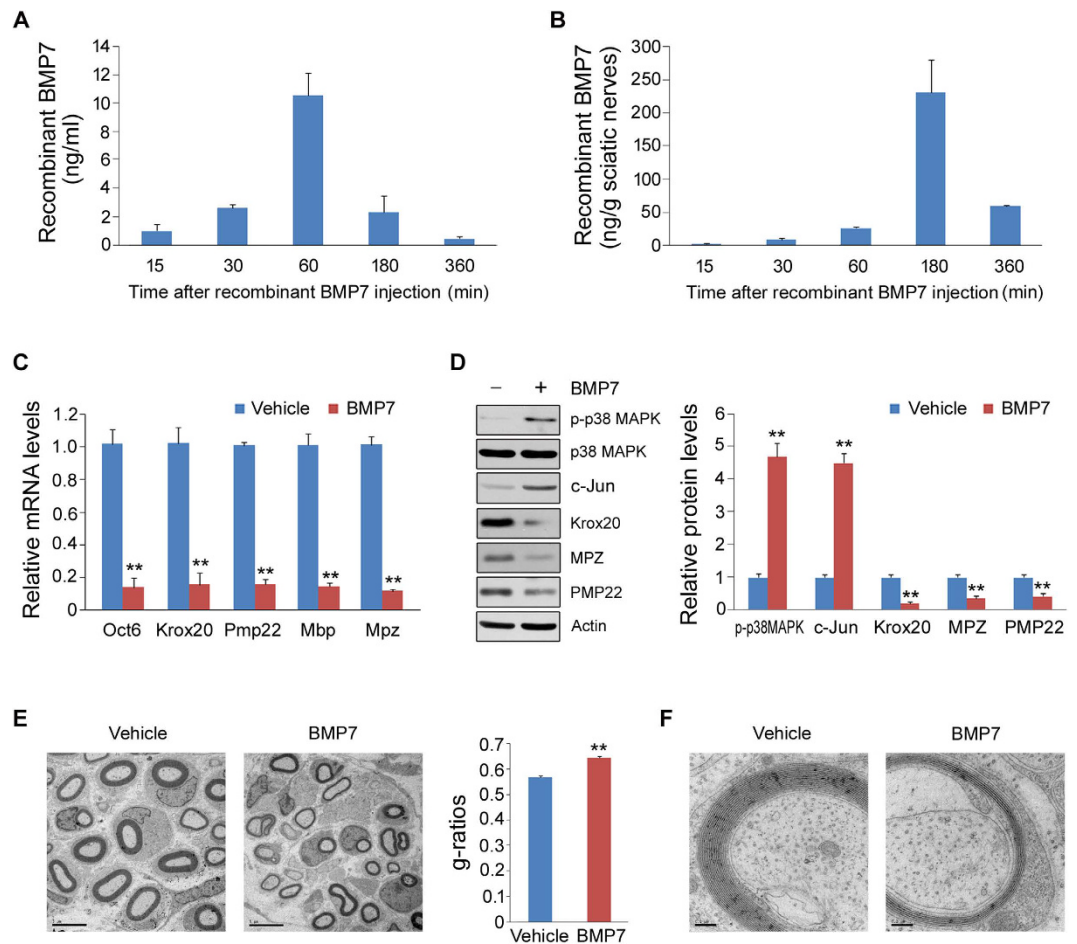 A
Recombinant BMP7
(ng/ml)
14
12
10
8
6
4
2
0
15 30 60 180 360
Time after recombinant BMP7 injection (min)
B
Recombinant BMP7
(ng/g sciatic nerves)
300
250
200
150
100
50
0
15 30 60 180 360
Time after recombinant BMP7 injection (min)
C
Vehicle BMP7
Relative mRNA levels
1.2
1.0
0.8
0.6
0.4
0.2
0
** ** ** ** **
Oct6 Krox20 Pmp22 Mbp Mpz
D
− + BMP7
p-p38 MAPK
p38 MAPK
c-Jun
Krox20
MPZ
PMP22
Actin
Vehicle BMP7
Relative protein levels
6
5
4
3
2
1
0
** ** ** ** **
p-p38MAPK c-Jun Krox20 MPZ PMP22
E
Vehicle BMP7
g-ratios
0.7
0.6
0.5
0.4
0.3
0.2
0.1
0
**
Vehicle BMP7
F
Vehicle BMP7